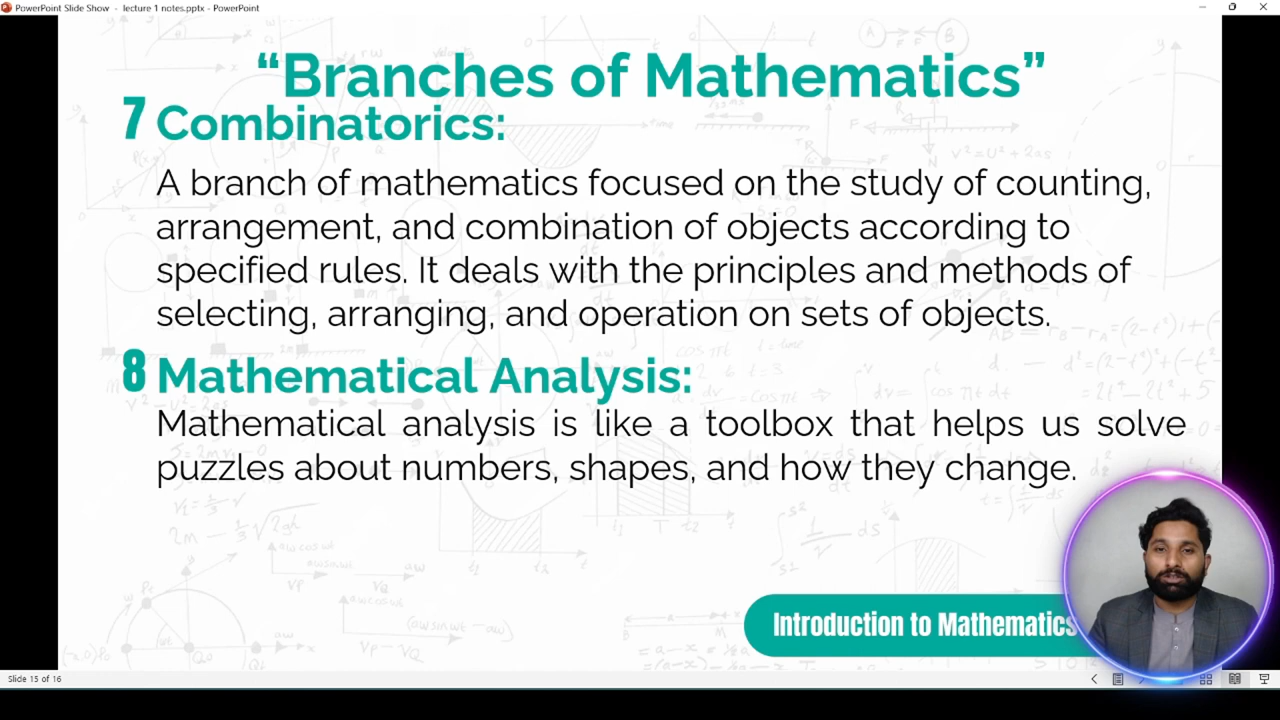 PowerPoint Slide Show - lecture 1 notes.pptx - PowerPoint
“Branches of Mathematics”
7 Combinatorics:
A branch of mathematics focused on the study of counting,
arrangement, and combination of objects according to
specified rules. It deals with the principles and methods of
selecting, arranging, and operation on sets of objects.
8 Mathematical Analysis:
Mathematical analysis is like a toolbox that helps us solve
puzzles about numbers, shapes, and how they change.
Introduction to Mathematics
Slide 15 of 16